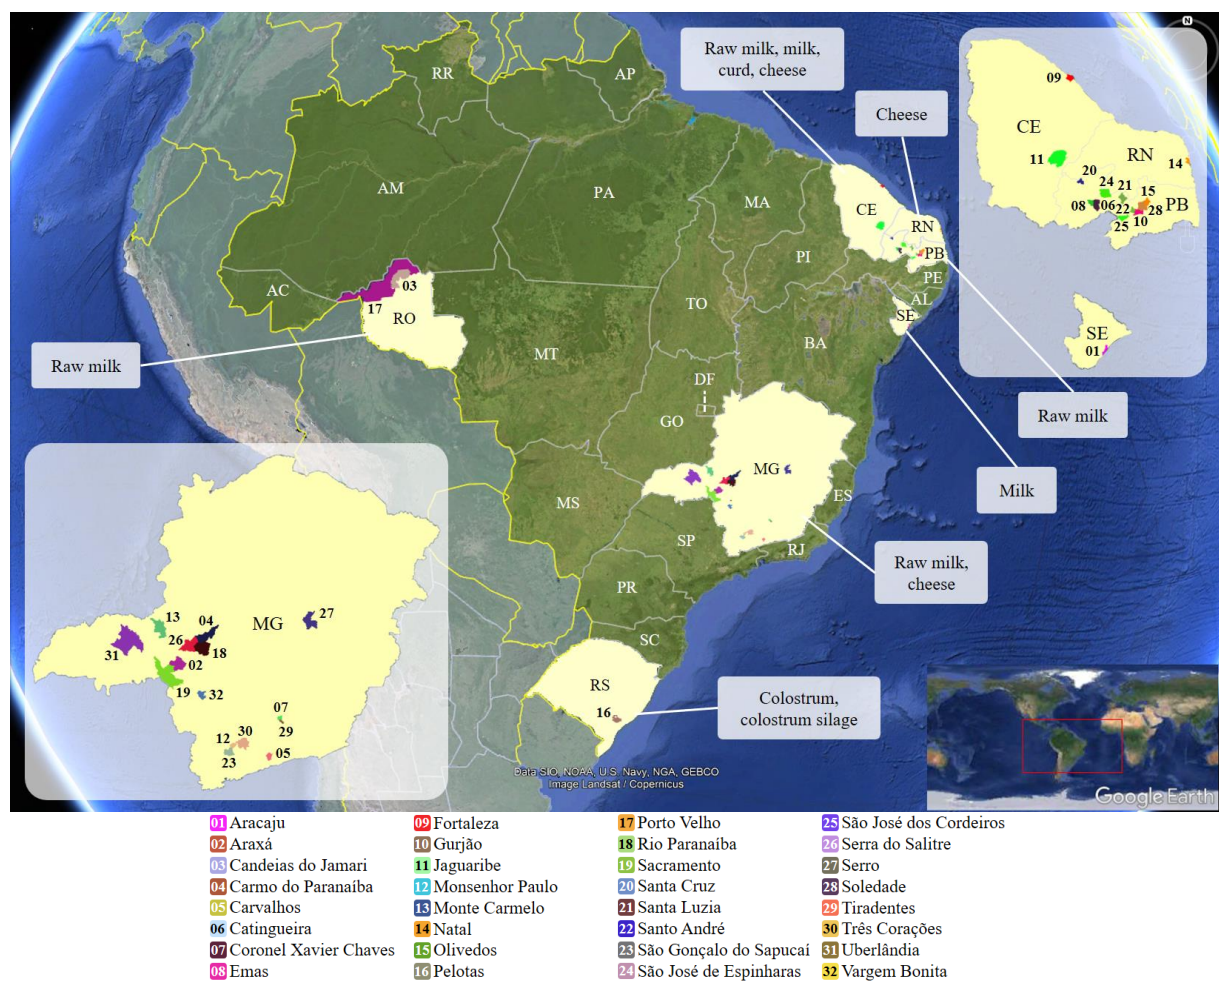 N
Raw milk, milk,
curd, cheese
Cheese
RR
AP
AM
PA
MA
CE
RN
PI
PB
PE
AL
SE
AC
03
17
RO
TO
BA
MT
DF
GO
MG
ES
MS
SP
RJ
PR
SC
RS
16
Raw milk
Raw milk
Milk
Raw milk,
cheese
Colostrum,
colostrum silage
09
CE
11
RN
14
20
24
21
15
08
06
22
28
PB
10
25
SE
01
MG
27
13
04
26
31
18
02
19
32
07
29
12
30
05
23
Data SIO, NOAA, U.S. Navy, NGA, GEBCO
Image Landsat / Copernicus
Google Earth
01 Aracaju
02 Araxá
03 Candeias do Jamari
04 Carmo do Paranaíba
05 Carvalhos
06 Catingueira
07 Coronel Xavier Chaves
08 Emas
09 Fortaleza
10 Gurjão
11 Jaguaribe
12 Monsenhor Paulo
13 Monte Carmelo
14 Natal
15 Olivedos
16 Pelotas
17 Porto Velho
18 Rio Paranaíba
19 Sacramento
20 Santa Cruz
21 Santa Luzia
22 Santo André
23 São Gonçalo do Sapucaí
24 São José de Espinharas
25 São José dos Cordeiros
26 Serra do Salitre
27 Serro
28 Soledade
29 Tiradentes
30 Três Corações
31 Uberlândia
32 Vargem Bonita